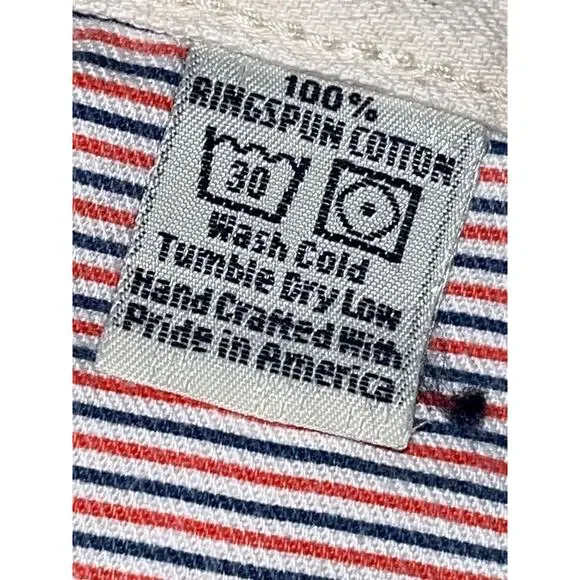 100%
RINGSPUN COTTON
30
Wash Cold
Tumble Dry Low
Hand Crafted With
Pride in America